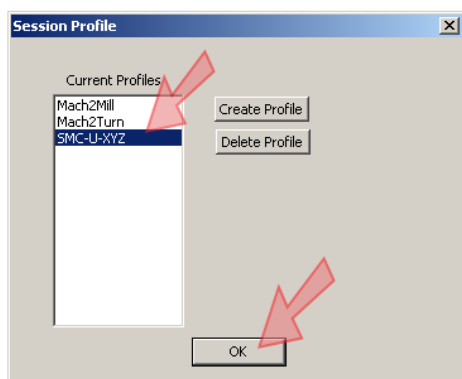 Session Profile
Current Profiles
Mach2Mill
Mach2Turn
SMC-U-XYZ
Create Profile
Delete Profile
OK